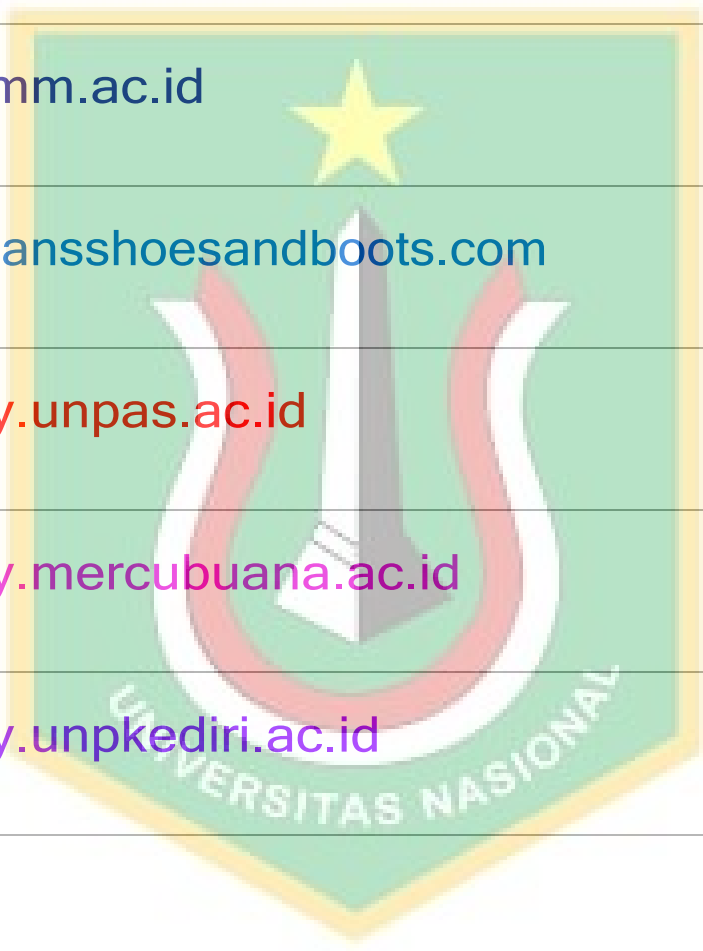 mm.ac.id
ansshoesandboots.com
y.unpas.ac.id
y.mercubuana.ac.id
y.unpkediri.ac.id
UNIVERSITAS NASIONAL